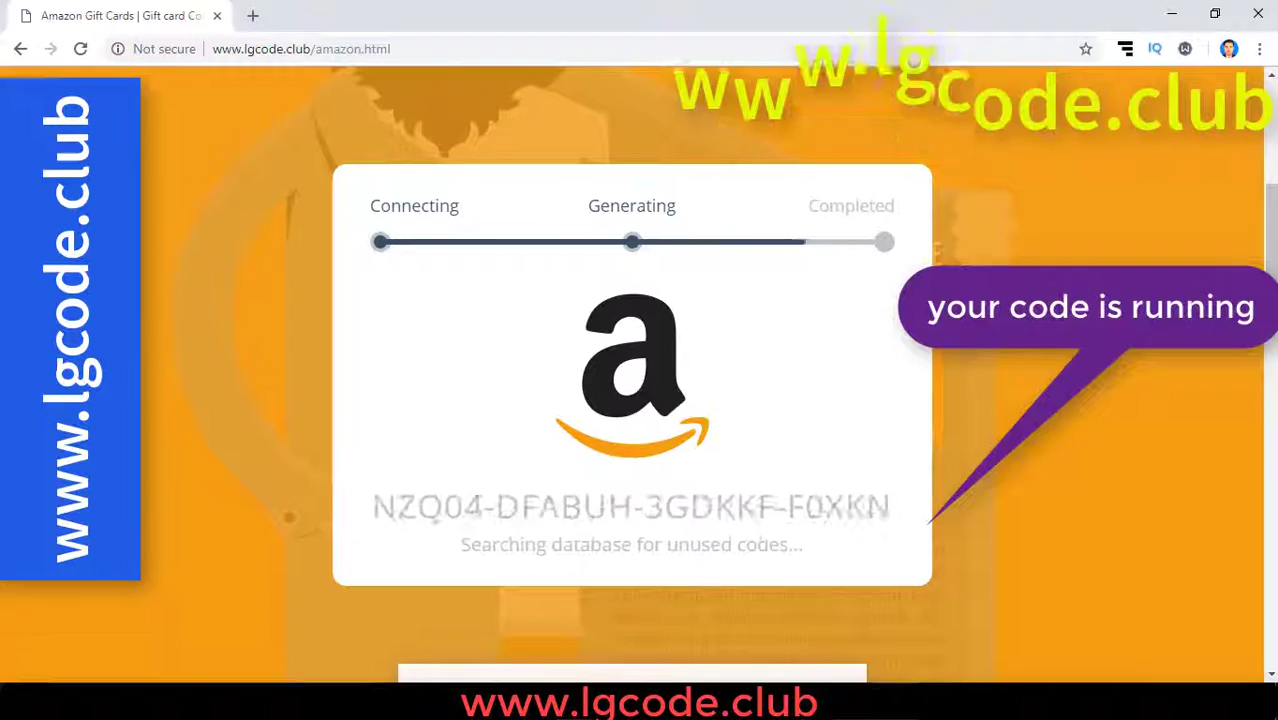 Amazon Gift Cards | Gift card Co
Not secure
www.lgcode.club/amazon.html
IQ
www.lgcode.club
www.lgcode.club
Connecting
Generating
Completed
your code is running
a
NZQ04-DFABUH-3GDKKF-F0XKN
Searching database for unused codes...
www.lgcode.club